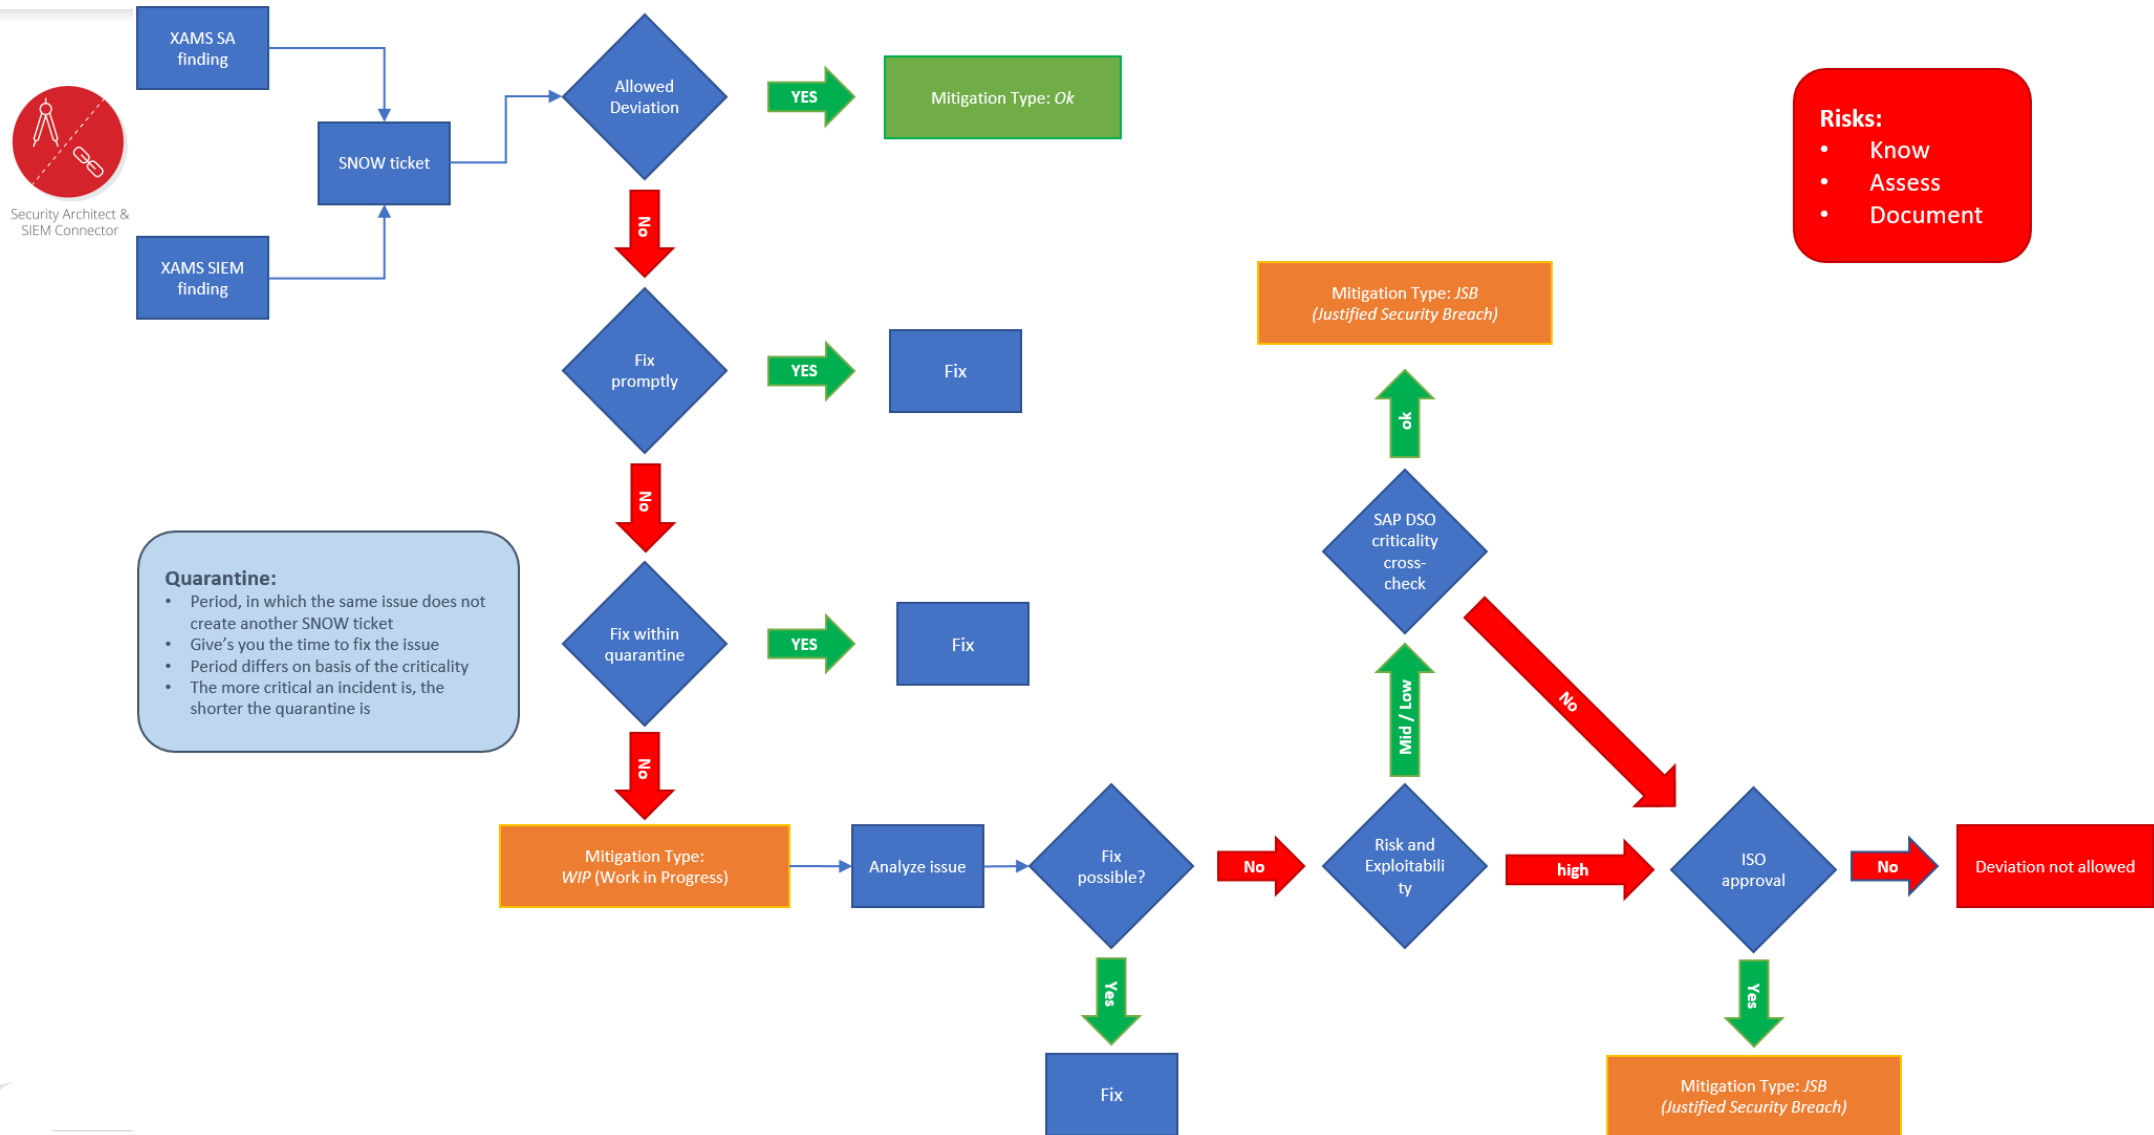 XAMS SA
finding
Security Architect &
SIEM Connector
XAMS SIEM
finding
SNOW ticket
Allowed
Deviation
YES
Mitigation Type: Ok
No
Fix
promptly
YES
Fix
No
Fix within
quarantine
YES
Fix
No
Quarantine:
• Period, in which the same issue does not
create another SNOW ticket
• Give's you the time to fix the issue
• Period differs on basis of the criticality
• The more critical an incident is, the
shorter the quarantine is
Mitigation Type:
WIP (Work in Progress)
Analyze issue
Fix
possible?
Yes
Fix
No
Risk and
Exploitabili
ty
Mid / Low
SAP DSO
criticality
cross-
check
ok
Mitigation Type: JSB
(Justified Security Breach)
No
high
ISO
approval
No
Deviation not allowed
Yes
Mitigation Type: JSB
(Justified Security Breach)
Risks:
• Know
• Assess
• Document